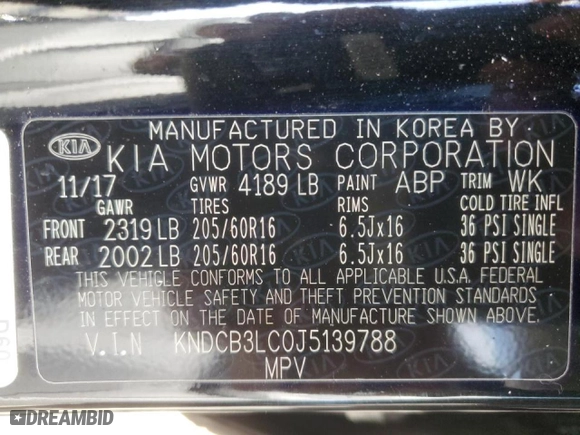 MANUFACTURED IN KOREA BY
KIA KIA MOTORS CORPORATION
11/17 GVWR 4189 LB PAINT ABP TRIM WK
GAWR TIRES RIMS COLD TIRE INFL
FRONT 2319 LB 205/60R16 6.5Jx16 36 PSI SINGLE
REAR 2002 LB 205/60R16 6.5Jx16 36 PSI SINGLE
THIS VEHICLE CONFORMS TO ALL APPLICABLE U.S.A. FEDERAL
MOTOR VEHICLE SAFETY AND THEFT PREVENTION STANDARDS
IN EFFECT ON THE DATE OF MANUFACTURE SHOWN ABOVE.
V.I.N KNDCB3LC0J5139788
MPV
D60
DREAMBID